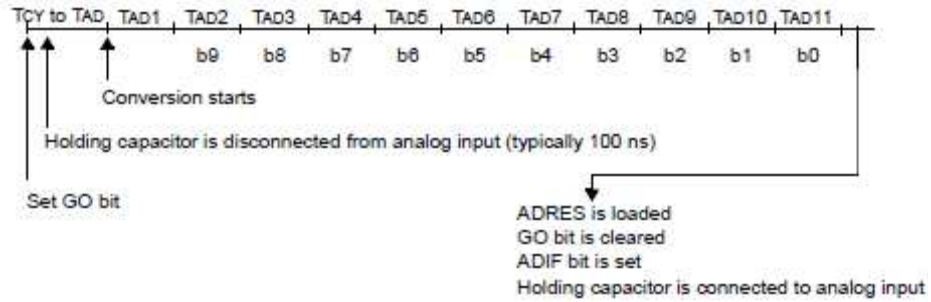 TCY to TAD TAD1 TAD2 TAD3 TAD4 TAD5 TAD6 TAD7 TAD8 TAD9 TAD10 TAD11
b9 b8 b7 b6 b5 b4 b3 b2 b1 b0
Conversion starts
Holding capacitor is disconnected from analog input (typically 100 ns)
Set GO bit
ADRES is loaded
GO bit is cleared
ADIF bit is set
Holding capacitor is connected to analog input